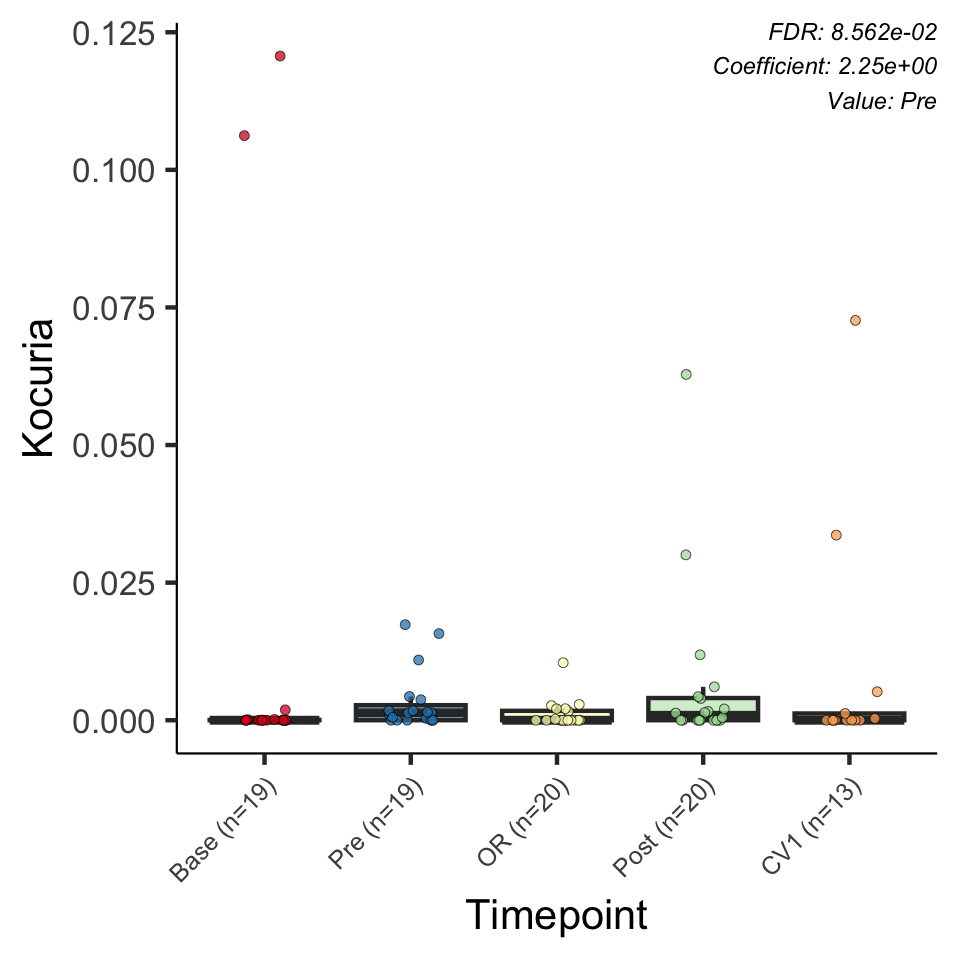 FDR: 8.562e-02
Coefficient: 2.25e+00
Value: Pre
Kocuria
0.125
0.100
0.075
0.050
0.025
0.000
Base (n=19)
Pre (n=19)
OR (n=20)
Post (n=20)
CV1 (n=13)
Timepoint